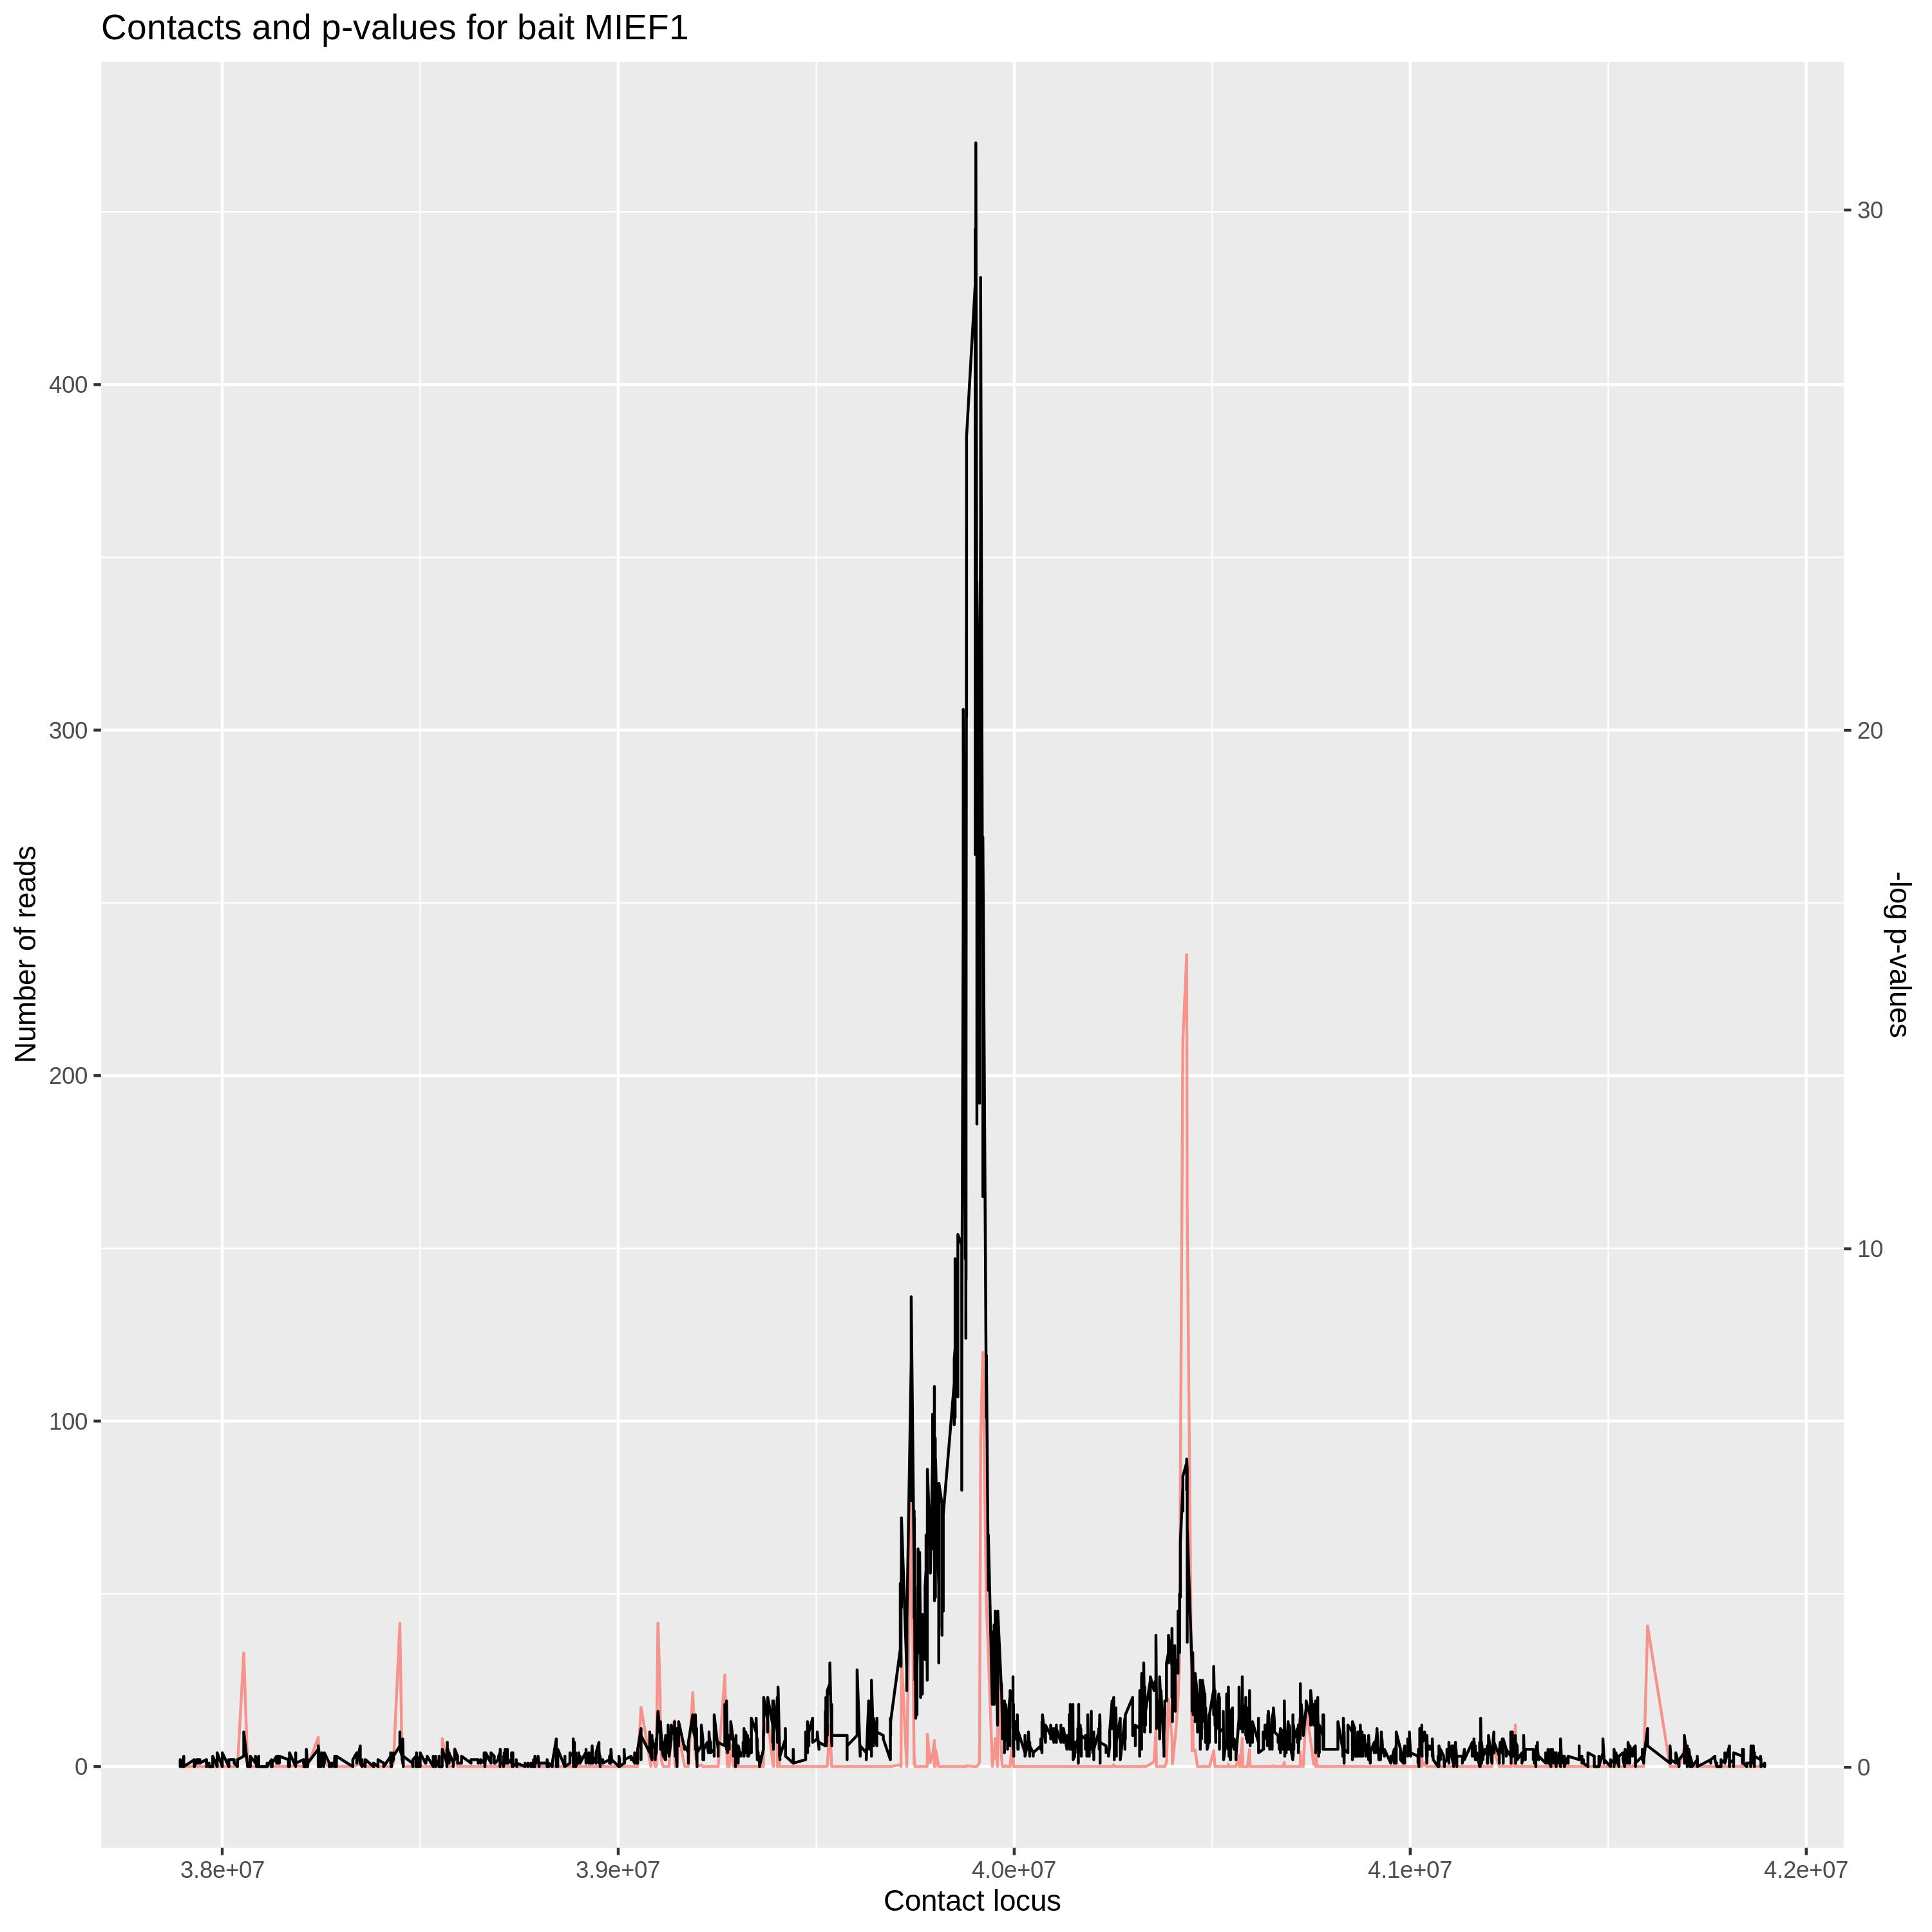 Contacts and p-values for bait MIEF1
400
300
200
100
0
30
20
10
0
Number of reads
-log p-values
3.8e+07 3.9e+07 4.0e+07 4.1e+07 4.2e+07
Contact locus